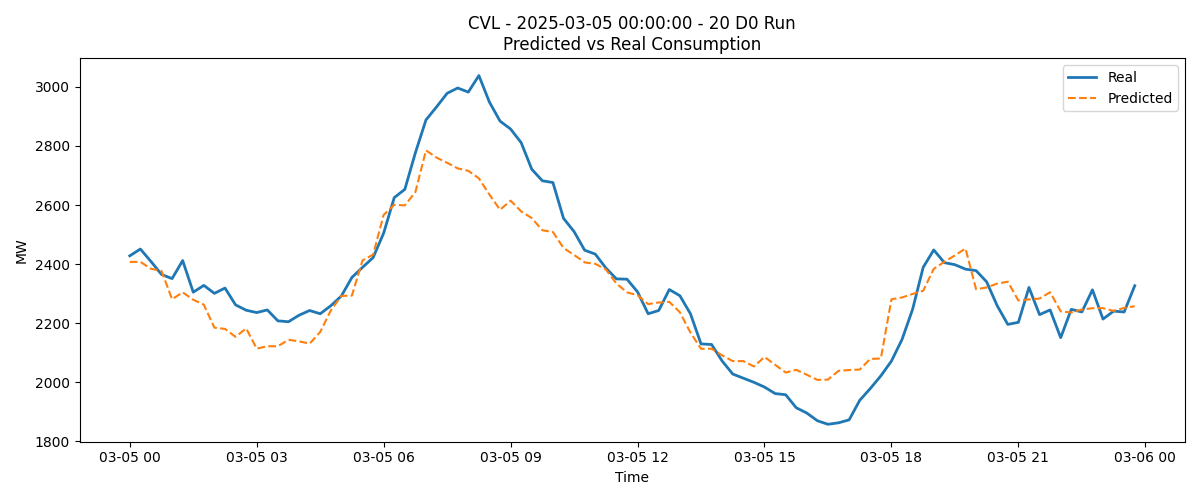 CVL - 2025-03-05 00:00:00 - 20 D0 Run
Predicted vs Real Consumption
Real
Predicted
MW
3000
2800
2600
2400
2200
2000
1800
03-05 00
03-05 03
03-05 06
03-05 09
03-05 12
03-05 15
03-05 18
03-05 21
03-06 00
Time